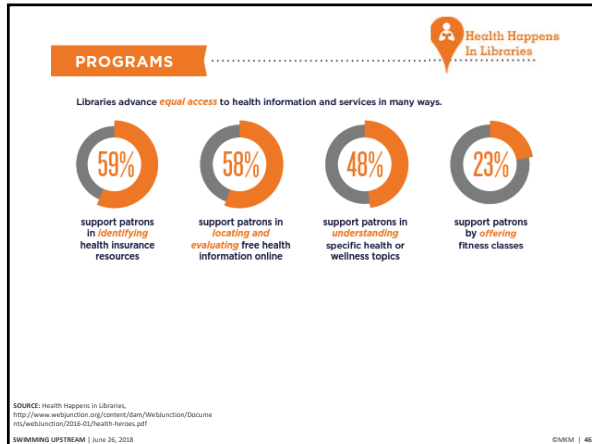 Health Happens
In Libraries
PROGRAMS
Libraries advance equal access to health information and services in many ways.
59%
support patrons
in identifying
health insurance
resources
58%
support patrons in
locating and
evaluating free health
information online
48%
support patrons in
understanding
specific health or
wellness topics
23%
support patrons
by offering
fitness classes
SOURCE: Health Happens in Libraries,
http://www.webjunction.org/content/dam/WebJunction/Docume
nts/webJunction/2016-01/health-heroes.pdf
SWIMMING UPSTREAM | June 26, 2018
©MKM | 46